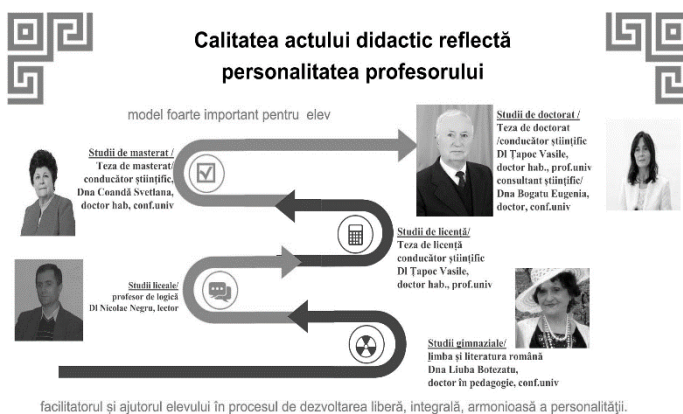 Calitatea actului didactic reflectă
personalitatea profesorului
model foarte important pentru elev
Studii de masterat /
Teza de masterat/
conducător științific,
Dna Coandă Svetlana,
doctor hab, conf.univ
Studii de doctorat /
Teza de doctorat
/conducător științific
Dl Țapoc Vasile,
doctor hab., prof.univ
consultant științific/
Dna Bogatu Eugenia,
doctor, conf.univ
Studii de licență/
Teza de licență
conducător științific
Dl Țapoc Vasile,
doctor hab., prof.univ
Studii liceale/
profesor de logică
Dl Nicolae Negru, lector
Studii gimnaziale/
limba și literatura română
Dna Liuba Botezatu,
doctor în pedagogie, conf.univ
facilitatorul și ajutorul elevului în procesul de dezvoltarea liberă, integrală, armonioasă a personalității.